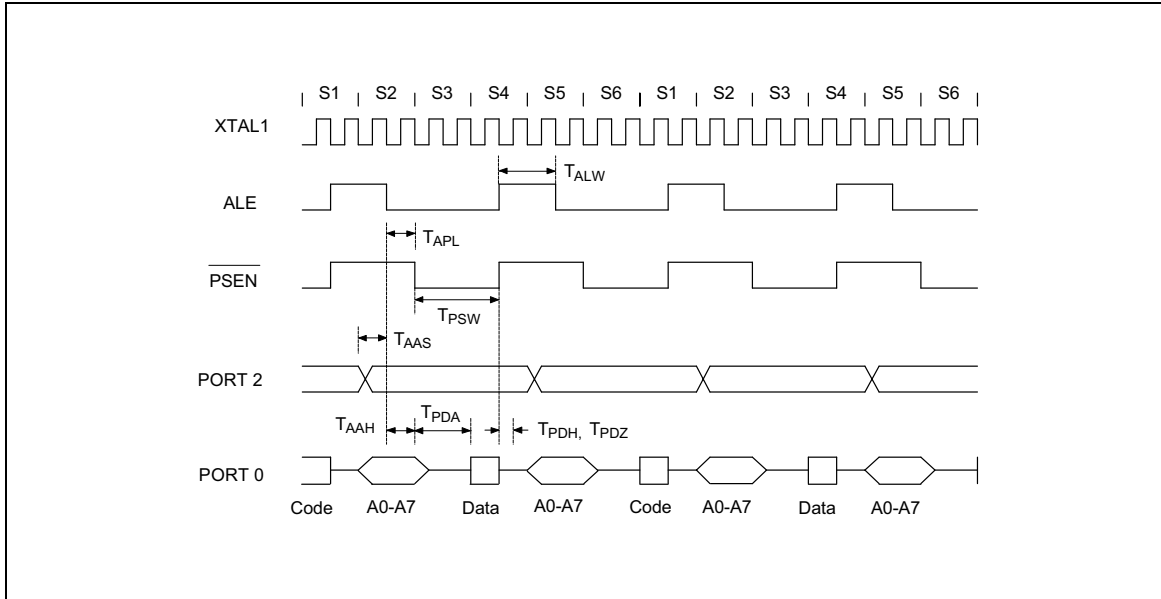 S1 S2 S3 S4 S5 S6 S1 S2 S3 S4 S5 S6
XTAL1
TALW
ALE
TAPL
PSEN
TPSW
TAAS
PORT 2
TAAH TPDA TPDH, TPDZ
PORT 0
Code A0-A7 Data A0-A7 Code A0-A7 Data A0-A7